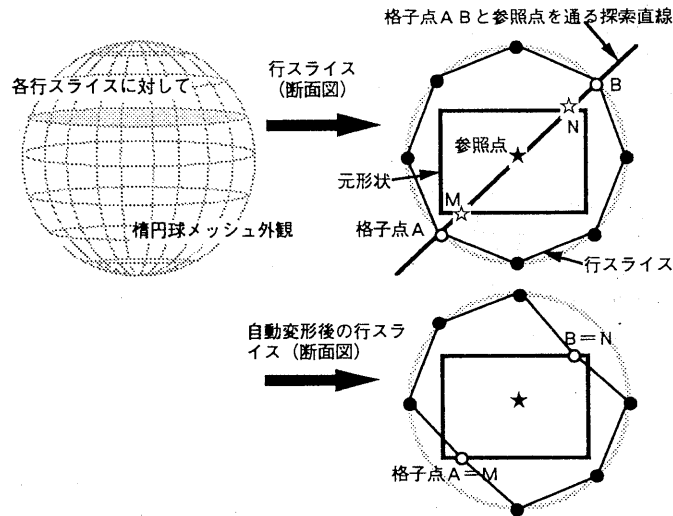 格子点ABと参照点を通る探索直線
各行スライスに対して
行スライス
(断面図)
B
N
参照点
元形状
M
格子点A
楕円球メッシュ外観
行スライス
自動変形後の行スラ
イス(断面図)
B=N
格子点A=M